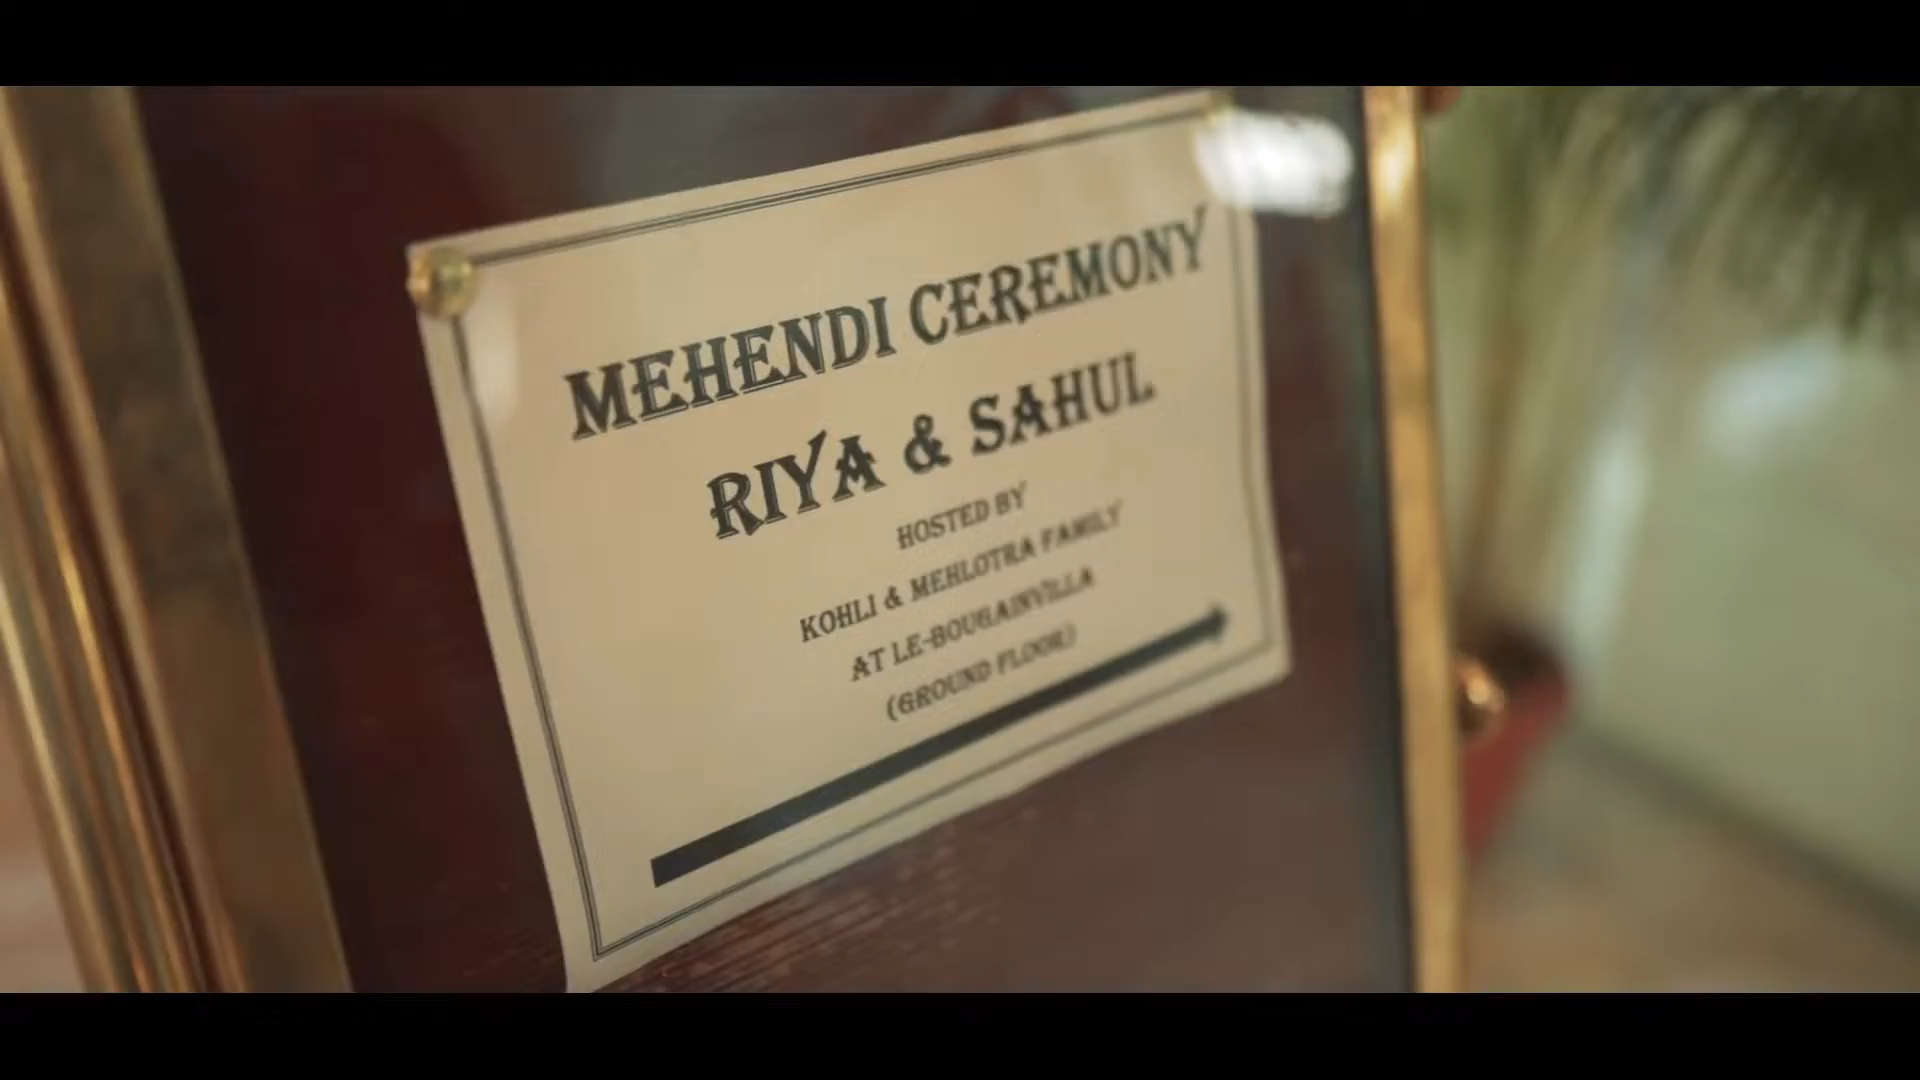 MEHENDI CEREMONY
RIYA & SAHUL
HOSTED BY
KOHLI & MEHLOTRA FAMILY
AT LE-BOUGAINVILLA
(GROUND FLOOR)